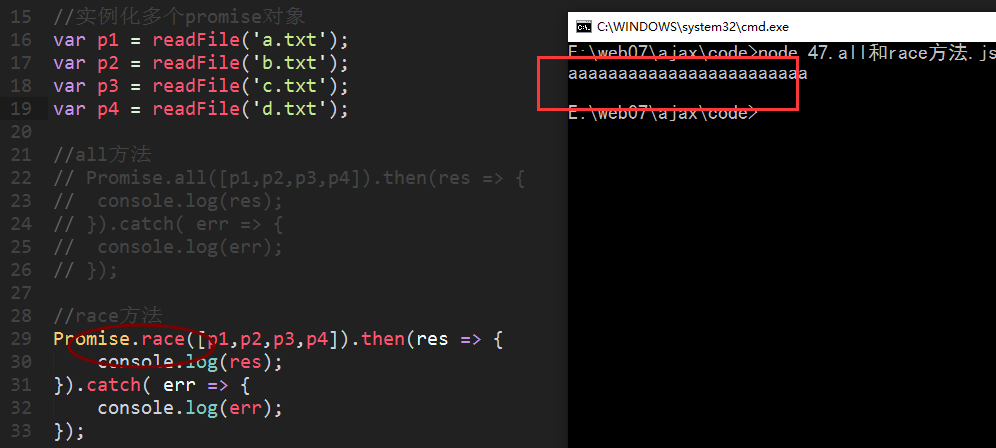 15 //实例化多个promise对象
16 var p1 = readFile('a.txt');
17 var p2 = readFile('b.txt');
18 var p3 = readFile('c.txt');
19 var p4 = readFile('d.txt');
20
21 //all方法
22 // Promise.all([p1,p2,p3,p4]).then(res => {
23 //  console.log(res);
24 // }).catch( err => {
25 //  console.log(err);
26 // });
27
28 //race方法
29 Promise.race([p1,p2,p3,p4]).then(res => {
30     console.log(res);
31 }).catch( err => {
32     console.log(err);
33 });
C:\WINDOWS\system32\cmd.exe
E:\web07\ajax\code>node 47.all和race方法.js
aaaaaaaaaaaaaaaaaaaaaaaa
E:\web07\ajax\code>